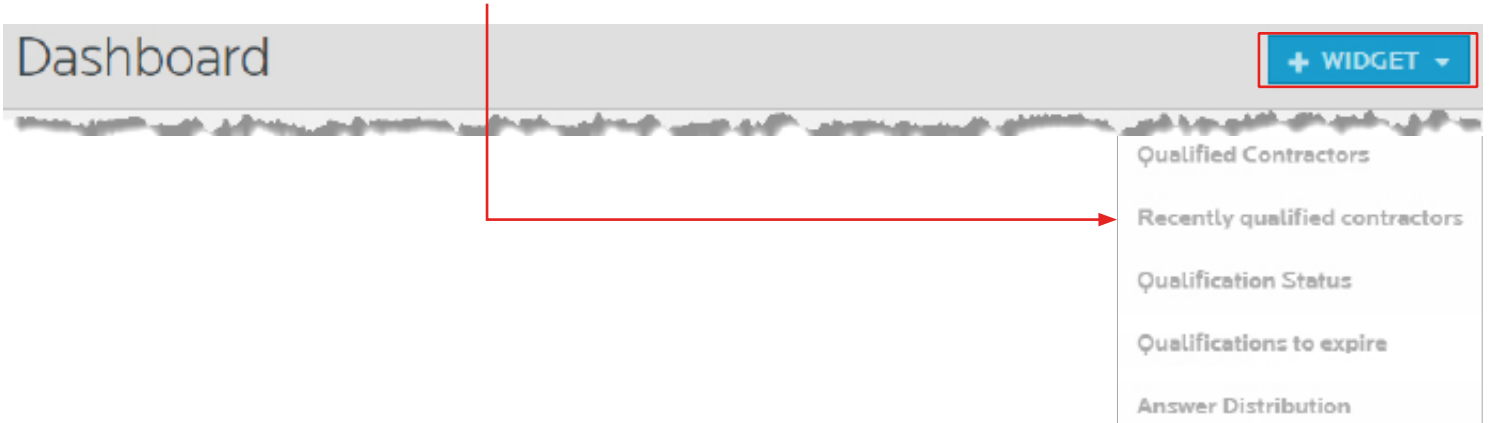 Dashboard
+ WIDGET
Qualified Contractors
Recently qualified contractors
Qualification Status
Qualifications to expire
Answer Distribution